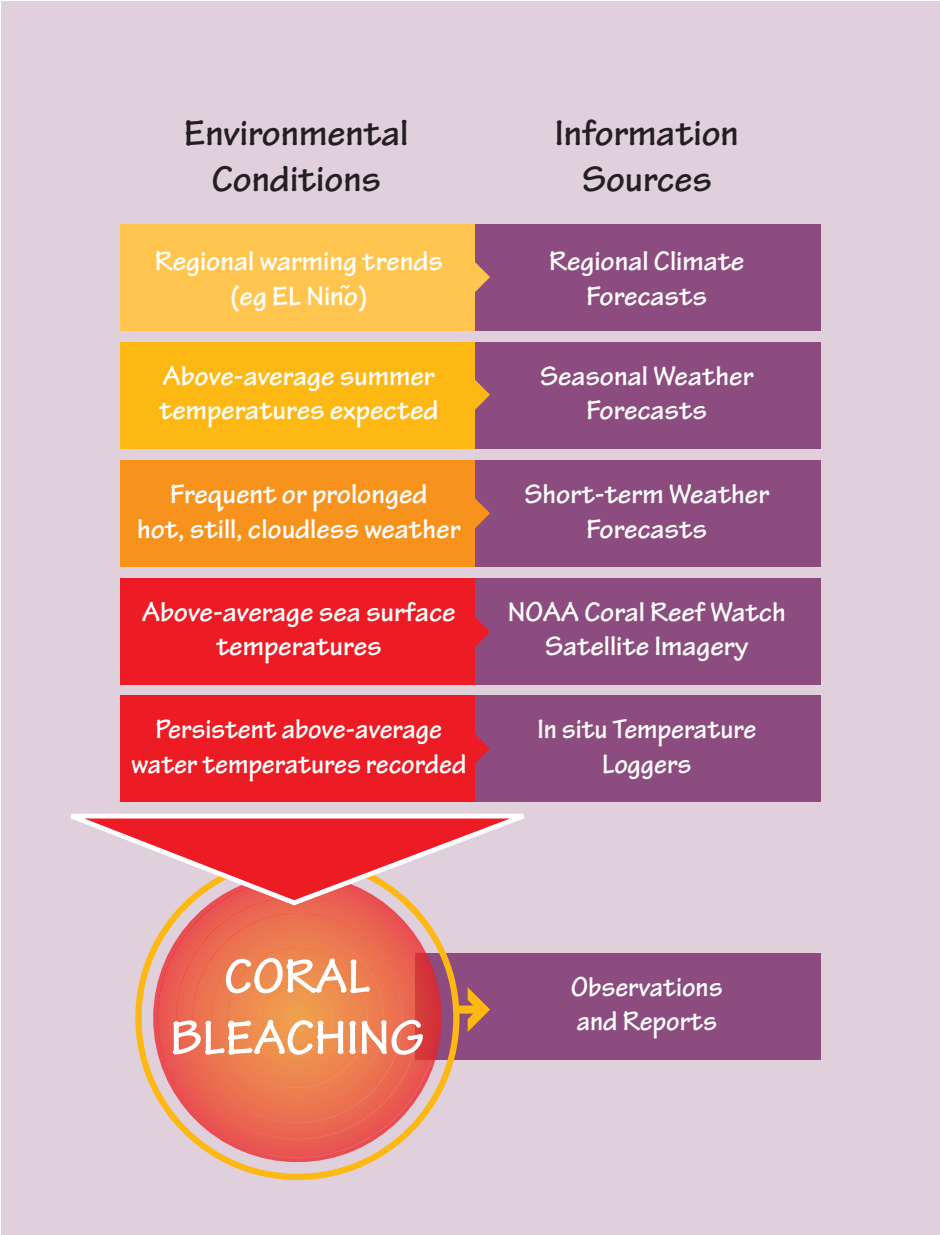 Environmental
Conditions
Information
Sources
Regional warming trends
(eg EL Niño)
Regional Climate
Forecasts
Above-average summer
temperatures expected
Seasonal Weather
Forecasts
Frequent or prolonged
hot, still, cloudless weather
Short-term Weather
Forecasts
Above-average sea surface
temperatures
NOAA Coral Reef Watch
Satellite Imagery
Persistent above-average
water temperatures recorded
In situ Temperature
Loggers
CORAL
BLEACHING
Observations
and Reports